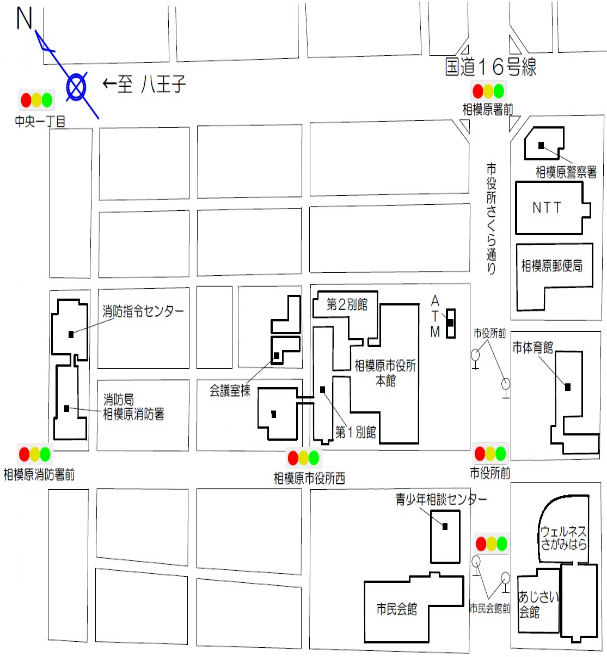 N
←至 八王子
国道16号線
中央一丁目
相模原署前
相模原警察署
市役所さくら通り
NTT
相模原郵便局
消防指令センター
第2別館
ATM
市役所前
相模原市役所
本館
市体育館
会議室棟
消防局
相模原消防署
第1別館
相模原消防署前
相模原市役所西
市役所前
青少年相談センター
ウェルネス
さがみはら
あじさい
会館
市民会館
市民会館前